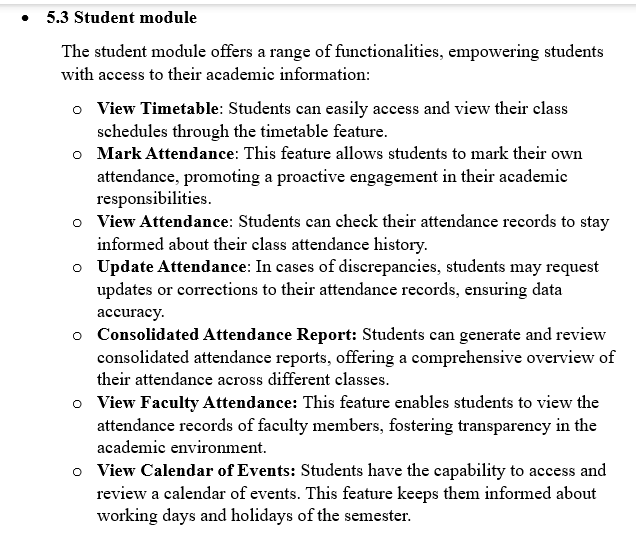 • 5.3 Student module
The student module offers a range of functionalities, empowering students
with access to their academic information:
o View Timetable: Students can easily access and view their class
schedules through the timetable feature.
o Mark Attendance: This feature allows students to mark their own
attendance, promoting a proactive engagement in their academic
responsibilities.
o View Attendance: Students can check their attendance records to stay
informed about their class attendance history.
o Update Attendance: In cases of discrepancies, students may request
updates or corrections to their attendance records, ensuring data
accuracy.
o Consolidated Attendance Report: Students can generate and review
consolidated attendance reports, offering a comprehensive overview of
their attendance across different classes.
o View Faculty Attendance: This feature enables students to view the
attendance records of faculty members, fostering transparency in the
academic environment.
o View Calendar of Events: Students have the capability to access and
review a calendar of events. This feature keeps them informed about
working days and holidays of the semester.